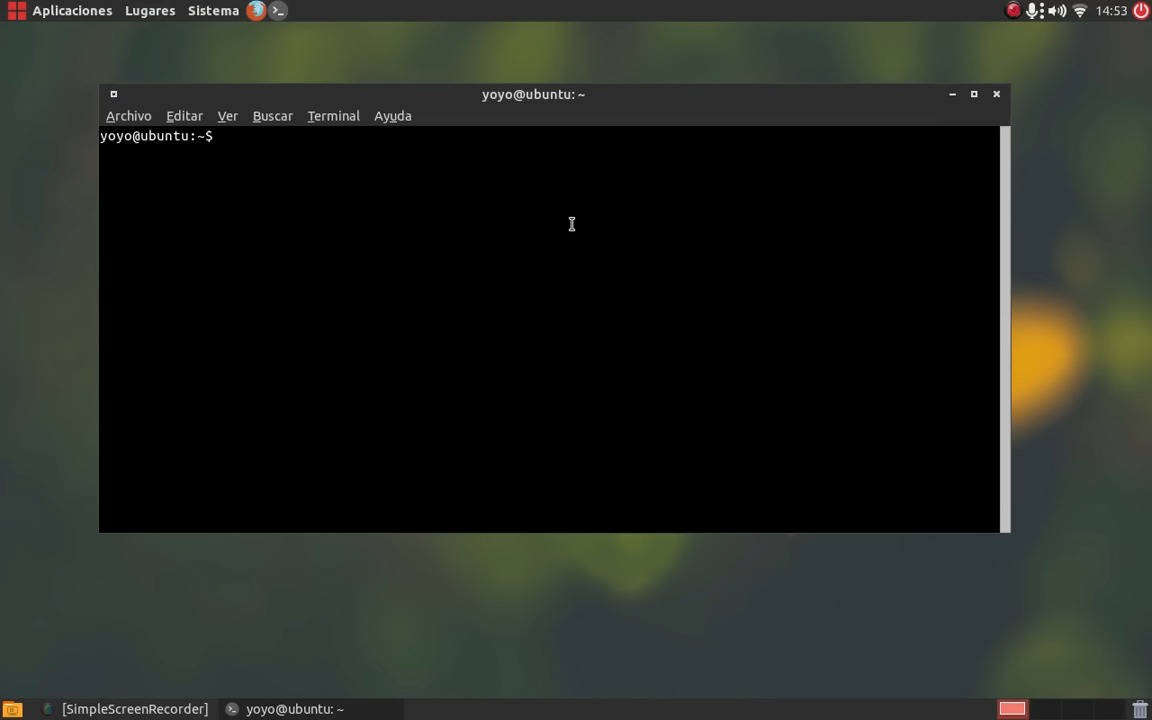 Aplicaciones Lugares Sistema 14:53
yoyo@ubuntu: ~
Archivo Editar Ver Buscar Terminal Ayuda
yoyo@ubuntu:~$
[SimpleScreenRecorder] yoyo@ubuntu: ~